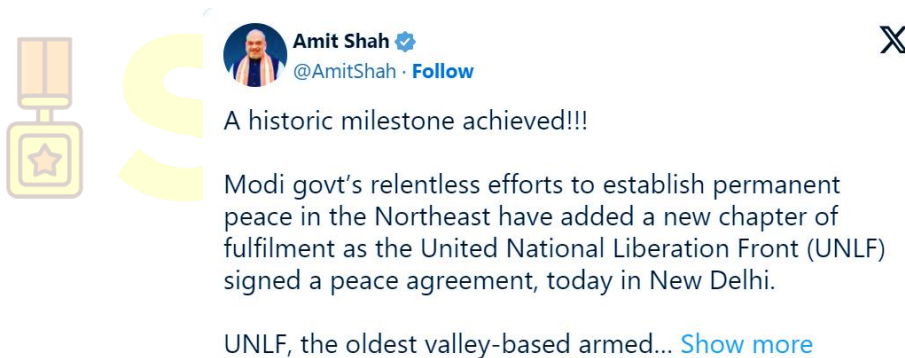 Amit Shah
@AmitShah · Follow
A historic milestone achieved!!!
Modi govt’s relentless efforts to establish permanent
peace in the Northeast have added a new chapter of
fulfilment as the United National Liberation Front (UNLF)
signed a peace agreement, today in New Delhi.
UNLF, the oldest valley-based armed... Show more